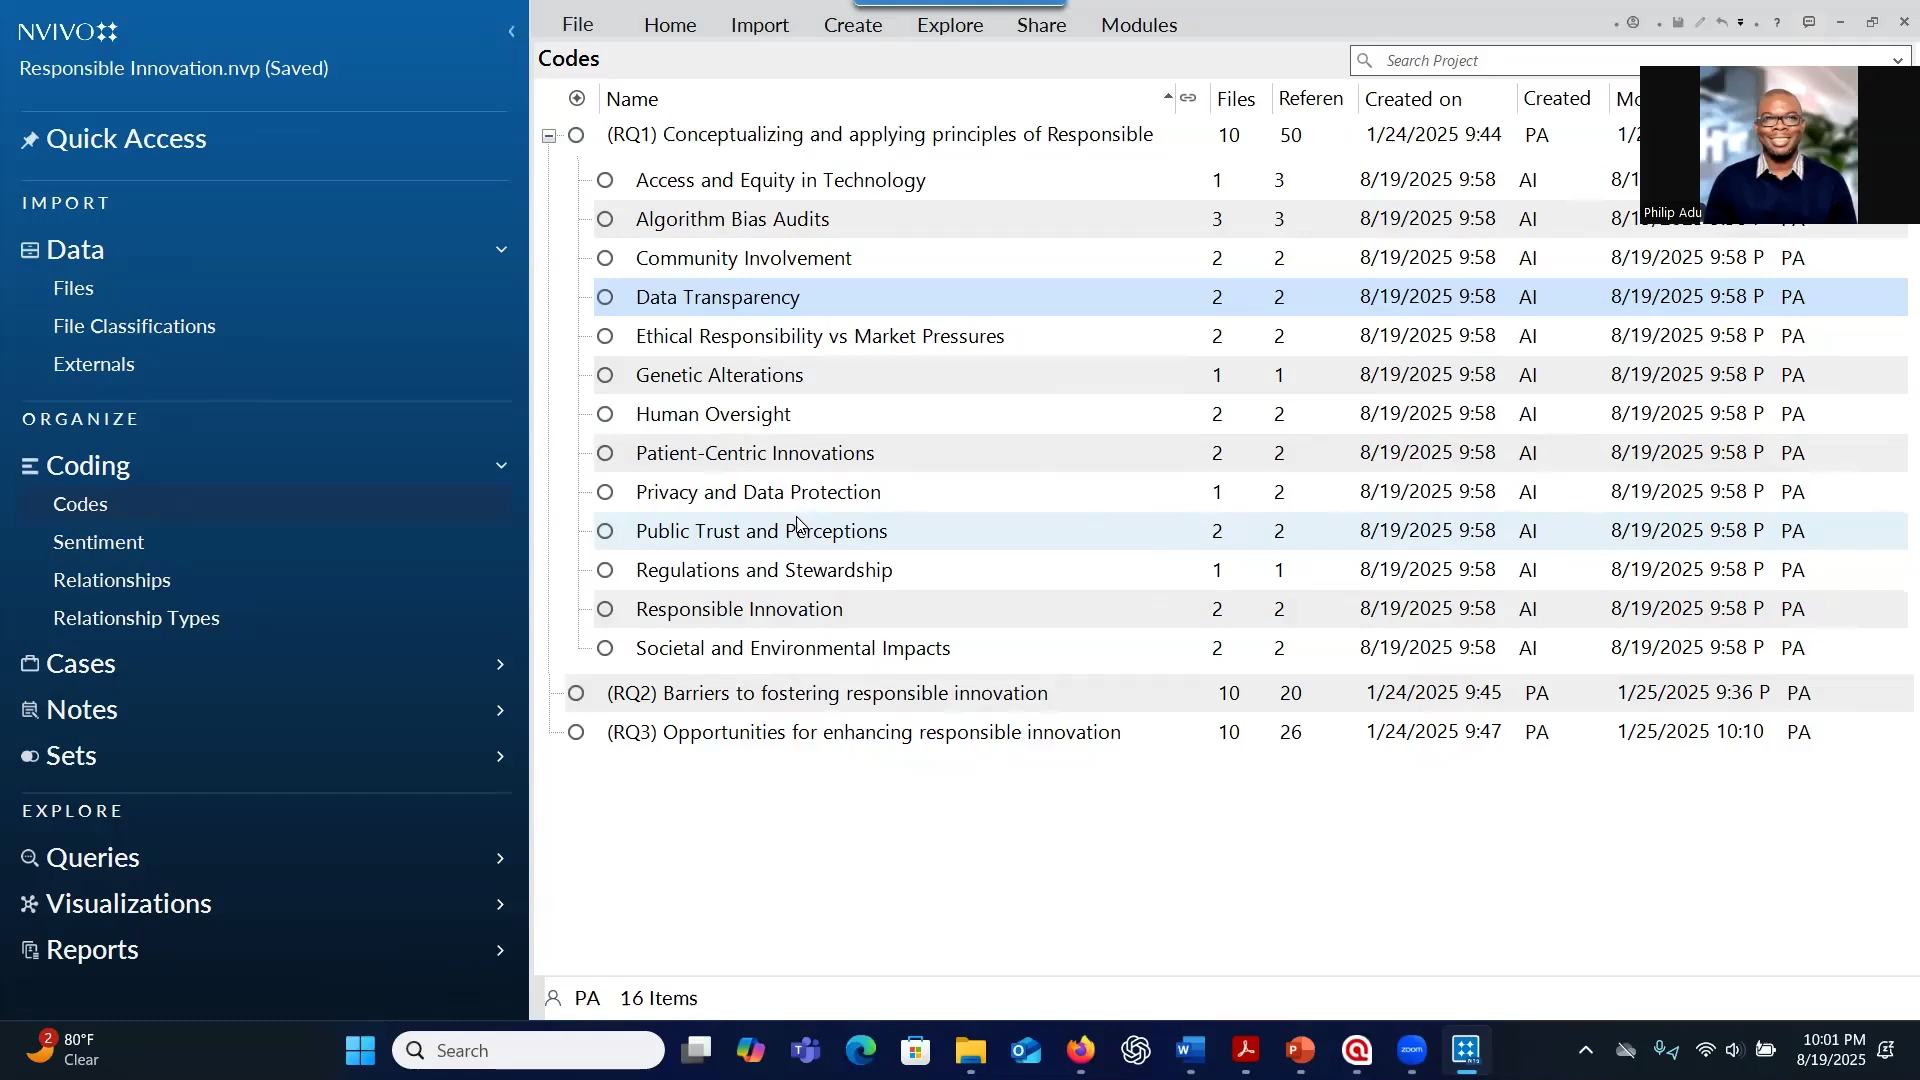 NVIVO
Responsible Innovation.nvp (Saved)
Quick Access
IMPORT
Data
Files
File Classifications
Externals
ORGANIZE
Coding
Codes
Sentiment
Relationships
Relationship Types
Cases
Notes
Sets
EXPLORE
Queries
Visualizations
Reports
File Home Import Create Explore Share Modules
Codes
Search Project
Name Files Referen Created on Created Mo
(RQ1) Conceptualizing and applying principles of Responsible 10 50 1/24/2025 9:44 PA 1/2
Access and Equity in Technology 1 3 8/19/2025 9:58 AI 8/1
Algorithm Bias Audits 3 3 8/19/2025 9:58 AI
Community Involvement 2 2 8/19/2025 9:58 AI 8/19/2025 9:58 P PA
Data Transparency 2 2 8/19/2025 9:58 AI 8/19/2025 9:58 P PA
Ethical Responsibility vs Market Pressures 2 2 8/19/2025 9:58 AI 8/19/2025 9:58 P PA
Genetic Alterations 1 1 8/19/2025 9:58 AI 8/19/2025 9:58 P PA
Human Oversight 2 2 8/19/2025 9:58 AI 8/19/2025 9:58 P PA
Patient-Centric Innovations 2 2 8/19/2025 9:58 AI 8/19/2025 9:58 P PA
Privacy and Data Protection 1 2 8/19/2025 9:58 AI 8/19/2025 9:58 P PA
Public Trust and Perceptions 2 2 8/19/2025 9:58 AI 8/19/2025 9:58 P PA
Regulations and Stewardship 1 1 8/19/2025 9:58 AI 8/19/2025 9:58 P PA
Responsible Innovation 2 2 8/19/2025 9:58 AI 8/19/2025 9:58 P PA
Societal and Environmental Impacts 2 2 8/19/2025 9:58 AI 8/19/2025 9:58 P PA
(RQ2) Barriers to fostering responsible innovation 10 20 1/24/2025 9:45 PA 1/25/2025 9:36 P PA
(RQ3) Opportunities for enhancing responsible innovation 10 26 1/24/2025 9:47 PA 1/25/2025 10:10 PA
Philip Adu
PA 16 Items
2 80°F
Clear
Search
zoom
10:01 PM
8/19/2025